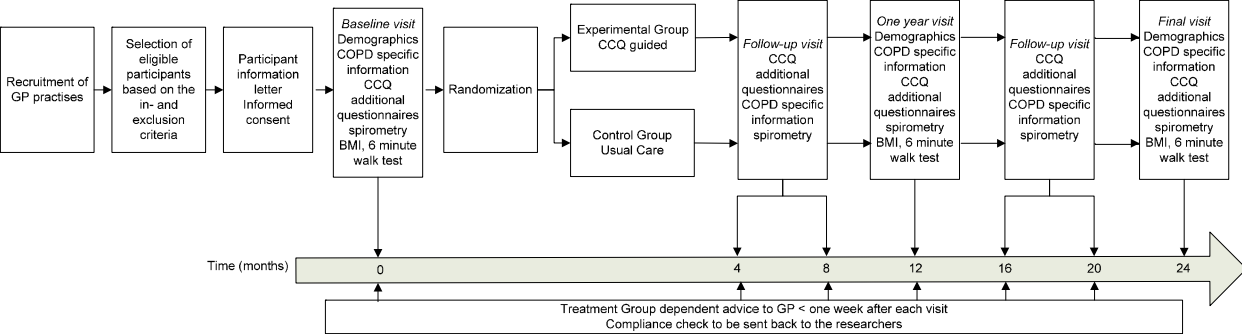 Recruitment of
GP practises
Selection of
eligible
participants
based on the
in- and
exclusion
criteria
Participant
information
letter
Informed
consent
Baseline visit
Demographics
COPD specific
information
CCQ
additional
questionnaires
spirometry
BMI, 6 minute
walk test
Randomization
Experimental Group
CCQ guided
Control Group
Usual Care
Follow-up visit
CCQ
additional
questionnaires
COPD specific
information
spirometry
One year visit
Demographics
COPD specific
information
CCQ
additional
questionnaires
spirometry
BMI, 6 minute
walk test
Follow-up visit
CCQ
additional
questionnaires
COPD specific
information
spirometry
Final visit
Demographics
COPD specific
information
CCQ
additional
questionnaires
spirometry
BMI, 6 minute
walk test
Time (months) 0 4 8 12 16 20 24
Treatment Group dependent advice to GP < one week after each visit
Compliance check to be sent back to the researchers